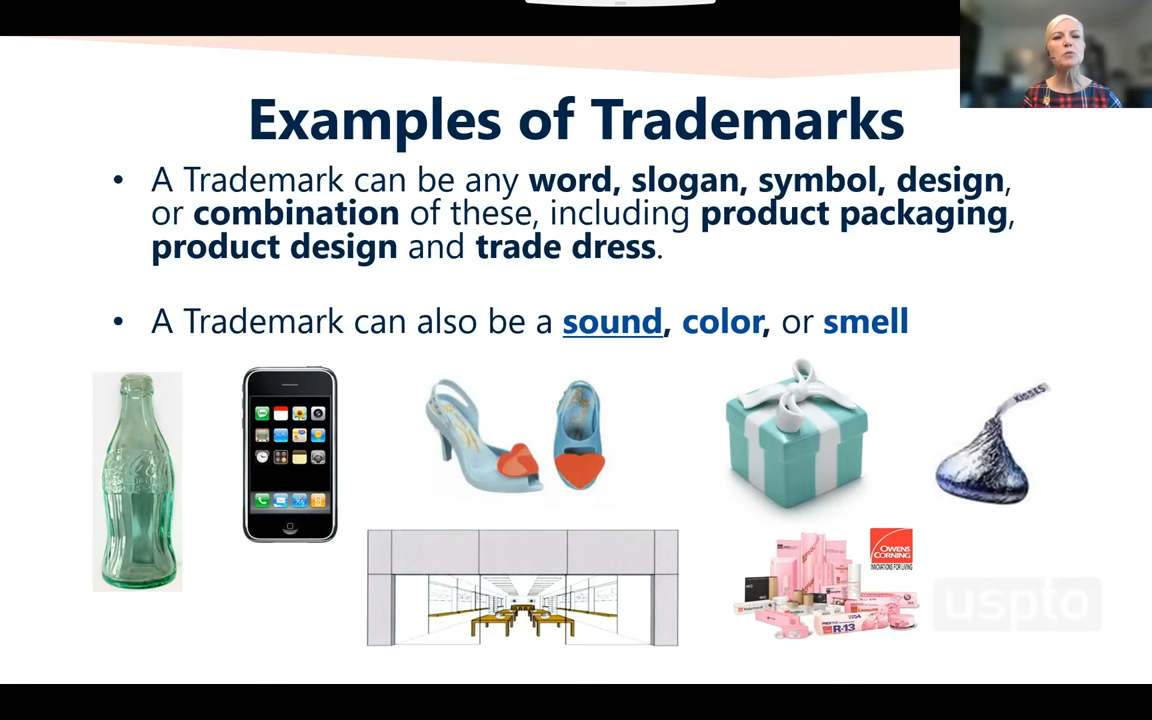 Examples of Trademarks
• A Trademark can be any word, slogan, symbol, design,
or combination of these, including product packaging,
product design and trade dress.
• A Trademark can also be a sound, color, or smell
KISSES
OWENS
CORNING
INNOVATIONS FOR LIVING
R-13
uspto